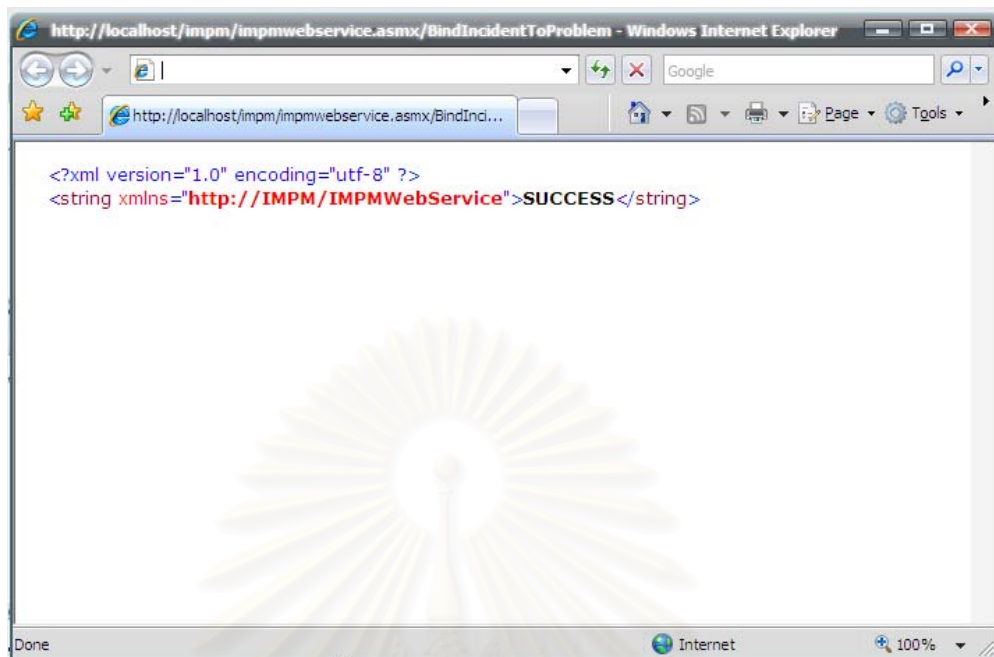 http://localhost/impm/impmwebservice.asmx/BindIncidentToProblem - Windows Internet Explorer
Google
http://localhost/impm/impmwebservice.asmx/BindInci...
Page
Tools
<?xml version="1.0" encoding="utf-8" ?>
<string xmlns="http://IMPM/IMPMWebService">SUCCESS</string>
Done
Internet
100%